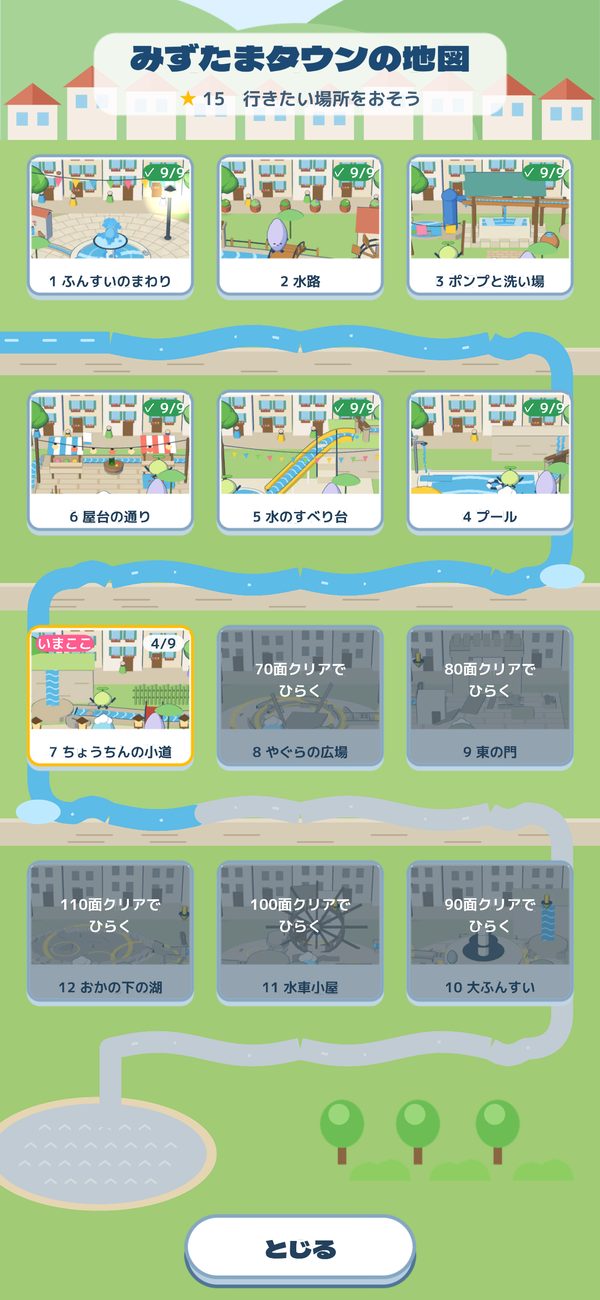 みずたまタウンの地図
★ 15 行きたい場所をおそう
✓ 9/9
1 ふんすいのまわり
✓ 9/9
2 水路
✓ 9/9
3 ポンプと洗い場
✓ 9/9
6 屋台の通り
✓ 9/9
5 水のすべり台
✓ 9/9
4 プール
いまここ 4/9
7 ちょうちんの小道
70面クリアで
ひらく
8 やぐらの広場
80面クリアで
ひらく
9 東の門
110面クリアで
ひらく
12 おかの下の湖
100面クリアで
ひらく
11 水車小屋
90面クリアで
ひらく
10 大ふんすい
とじる